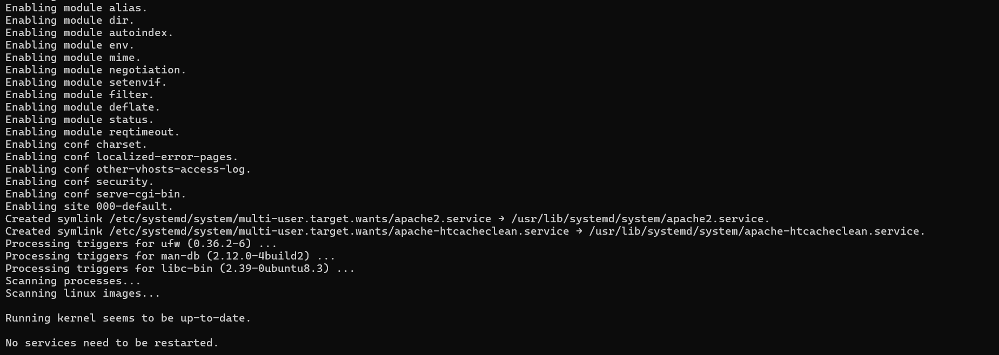 Enabling module alias.
Enabling module dir.
Enabling module autoindex.
Enabling module env.
Enabling module mime.
Enabling module negotiation.
Enabling module setenvif.
Enabling module filter.
Enabling module deflate.
Enabling module status.
Enabling module reqtimeout.
Enabling conf charset.
Enabling conf localized-error-pages.
Enabling conf other-vhosts-access-log.
Enabling conf security.
Enabling conf serve-cgi-bin.
Enabling site 000-default.
Created symlink /etc/systemd/system/multi-user.target.wants/apache2.service → /usr/lib/systemd/system/apache2.service.
Created symlink /etc/systemd/system/multi-user.target.wants/apache-htcacheclean.service → /usr/lib/systemd/system/apache-htcacheclean.service.
Processing triggers for ufw (0.36.2-6) ...
Processing triggers for man-db (2.12.0-4build2) ...
Processing triggers for libc-bin (2.39-0ubuntu8.3) ...
Scanning processes...
Scanning linux images...
Running kernel seems to be up-to-date.
No services need to be restarted.